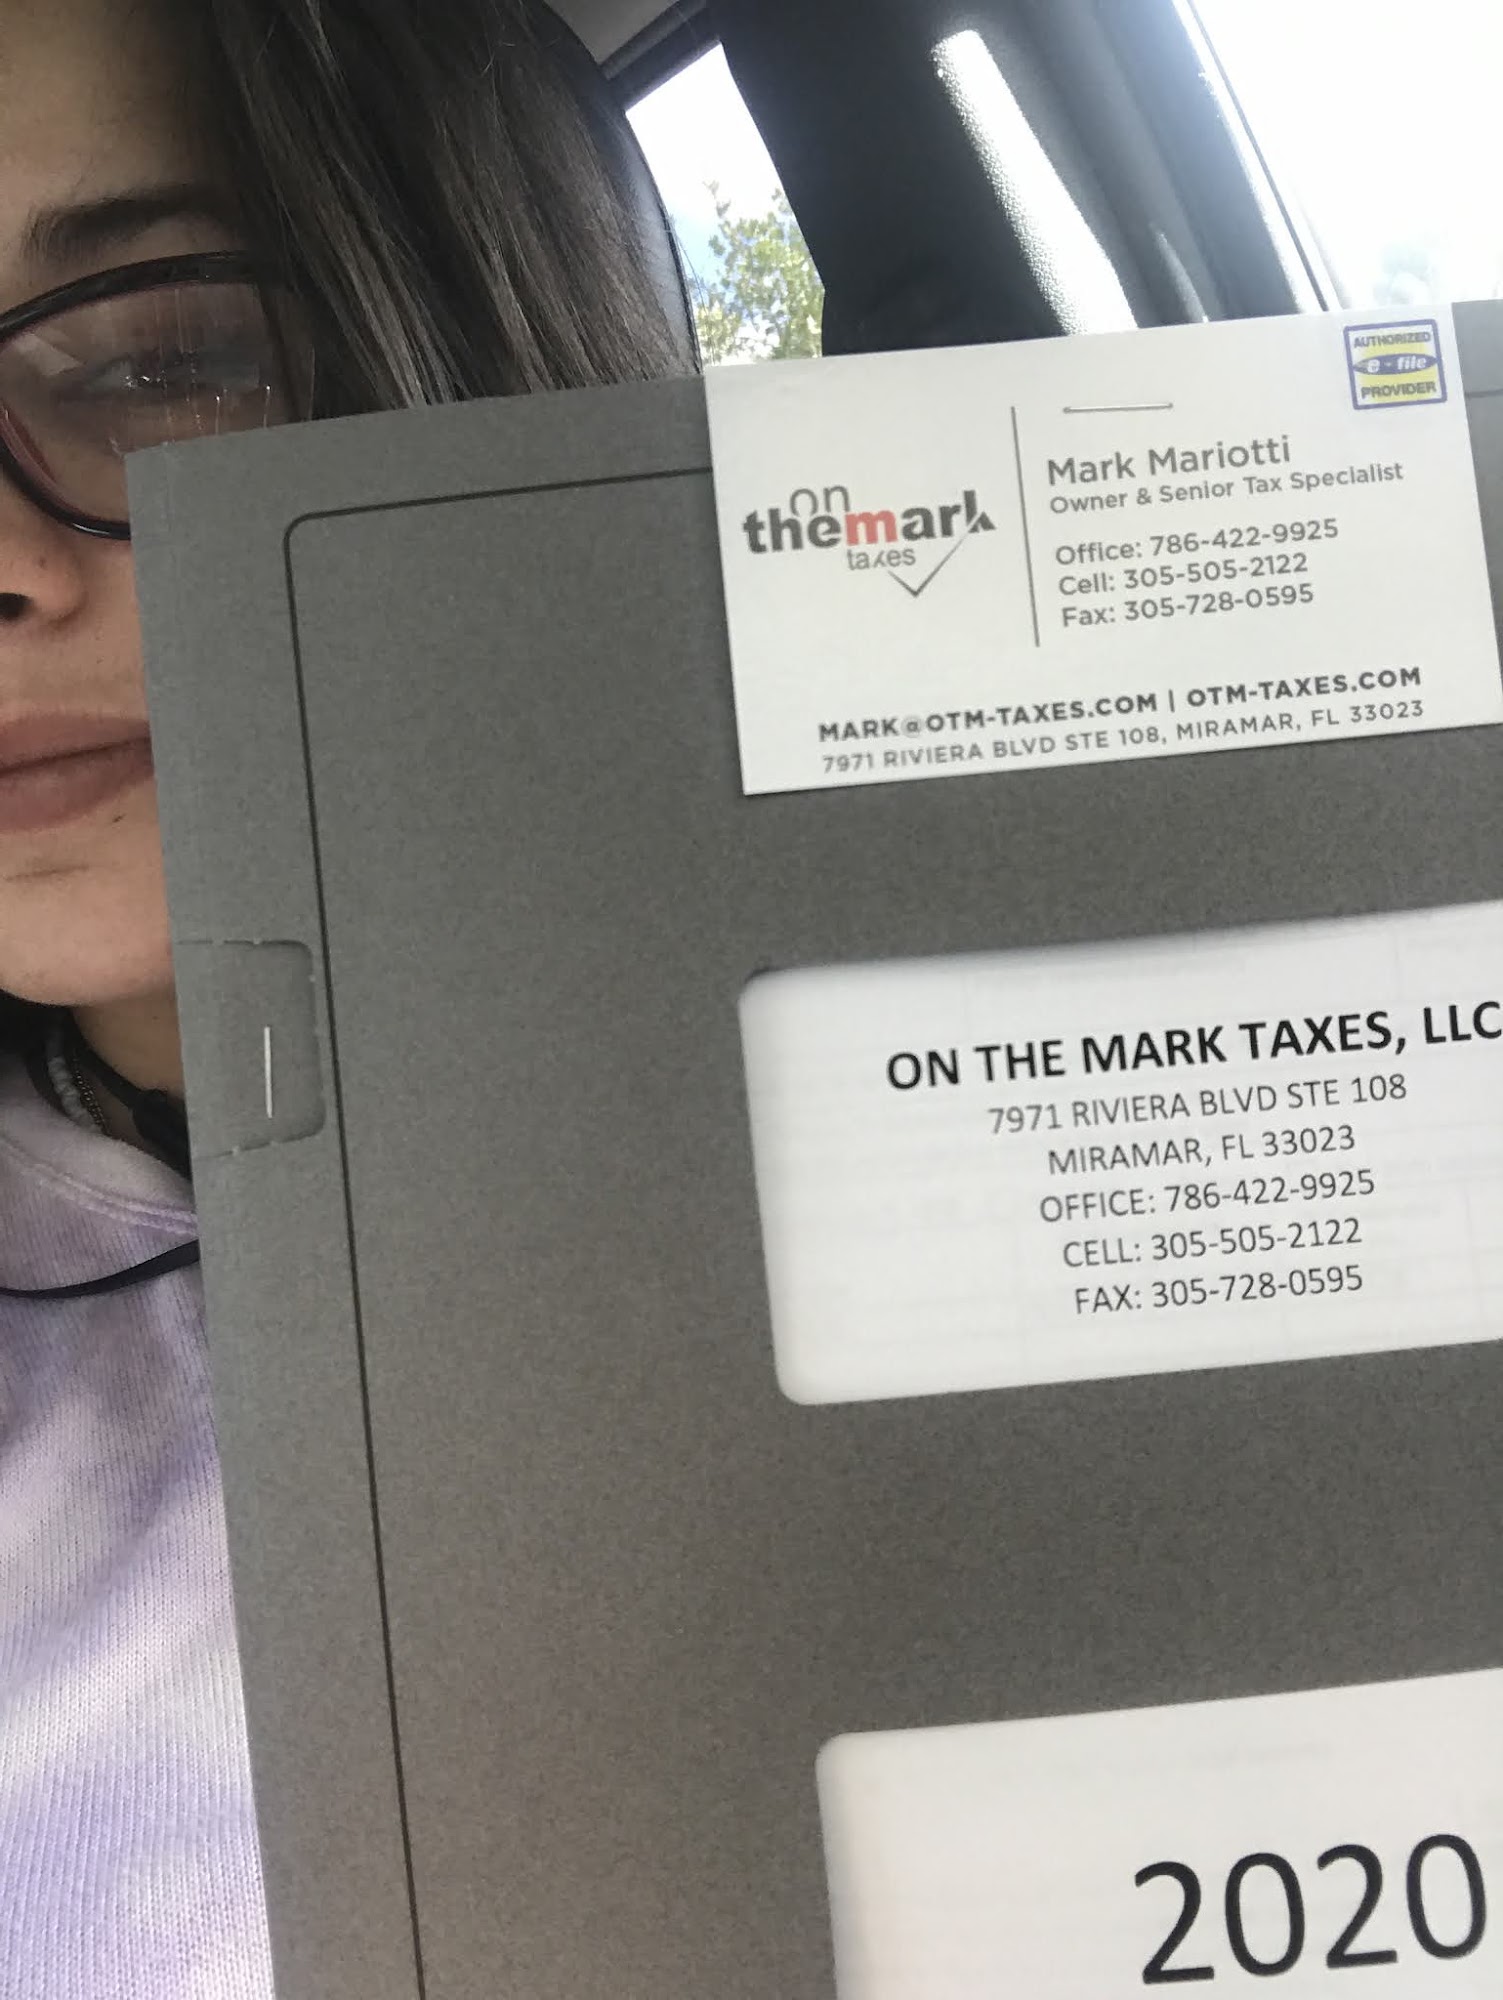 AUTHORIZED
e-file
PROVIDER
on
themark
taxes
Mark Mariotti
Owner & Senior Tax Specialist
Office: 786-422-9925
Cell: 305-505-2122
Fax: 305-728-0595
MARK@OTM-TAXES.COM | OTM-TAXES.COM
7971 RIVIERA BLVD STE 108, MIRAMAR, FL 33023
ON THE MARK TAXES, LLC
7971 RIVIERA BLVD STE 108
MIRAMAR, FL 33023
OFFICE: 786-422-9925
CELL: 305-505-2122
FAX: 305-728-0595
2020